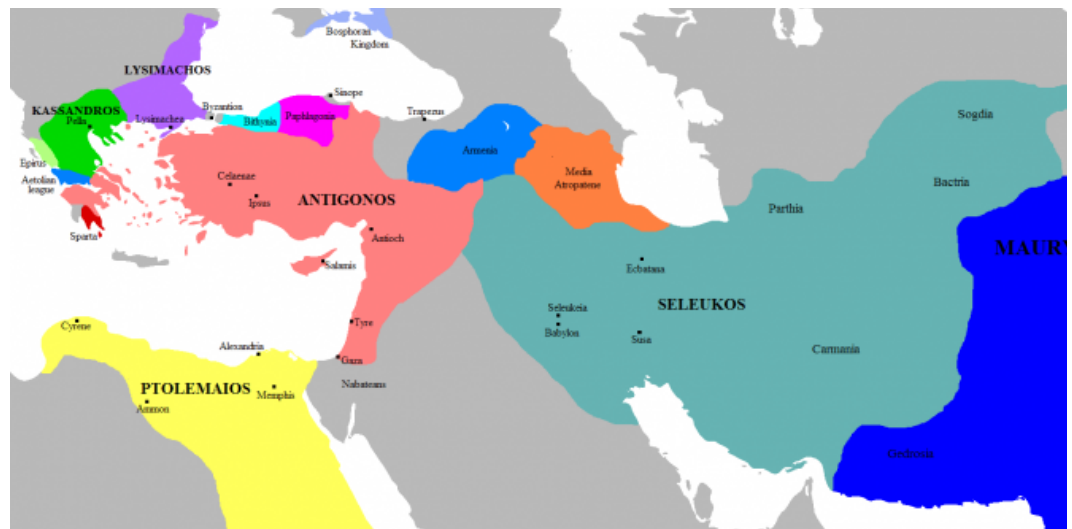 Bosphoran
Kingdom
LYSIMACHOS
KASSANDROS
Pella
Lysimachea
Byzantion
Bithynia
Sinope
Paphlagonia
Trapezus
Armenia
Media
Atropatene
Sogdia
Bactria
Parthia
Epirus
Aetolian
league
Sparta
Celaenae
Ipsus
ANTIGONOS
Antioch
Salamis
Tyre
Gaza
Nabateans
Cyrene
Alexandria
PTOLEMAIOS
Memphis
Ammon
Ecbatana
Seleukeia
Babylon
SELEUKOS
Susa
Carmania
Gedrosia
MAURY